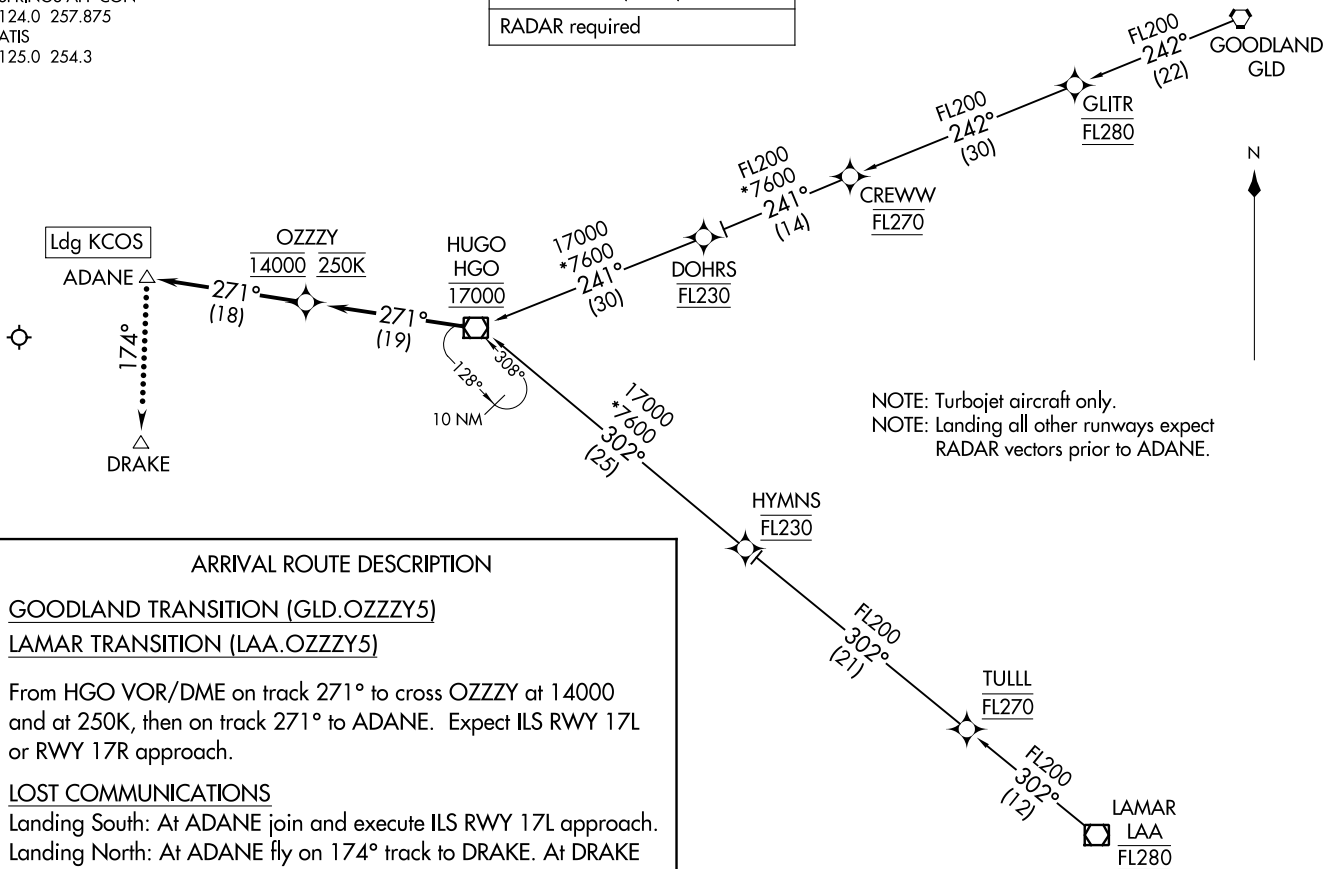 124.0 257.875
ATIS
125.0 254.3
RADAR required
FL200
242°
(22)
GOODLAND
GLD
GLITR
FL280
FL200
242°
(30)
CREWW
FL270
FL200
*7600
241°
(14)
DOHRS
FL230
17000
*7600
241°
(30)
N
HUGO
HGO
17000
OZZZY
14000 250K
Ldg KCOS
ADANE
271°
(18)
271°
(19)
174°
DRAKE
128°
308°
10 NM
17000
*7600
302°
(25)
NOTE: Turbojet aircraft only.
NOTE: Landing all other runways expect
RADAR vectors prior to ADANE.
HYMNS
FL230
FL200
302°
(21)
TULLL
FL270
FL200
302°
(12)
LAMAR
LAA
FL280
ARRIVAL ROUTE DESCRIPTION
GOODLAND TRANSITION (GLD.OZZZY5)
LAMAR TRANSITION (LAA.OZZZY5)
From HGO VOR/DME on track 271° to cross OZZZY at 14000
and at 250K, then on track 271° to ADANE. Expect ILS RWY 17L
or RWY 17R approach.
LOST COMMUNICATIONS
Landing South: At ADANE join and execute ILS RWY 17L approach.
Landing North: At ADANE fly on 174° track to DRAKE. At DRAKE